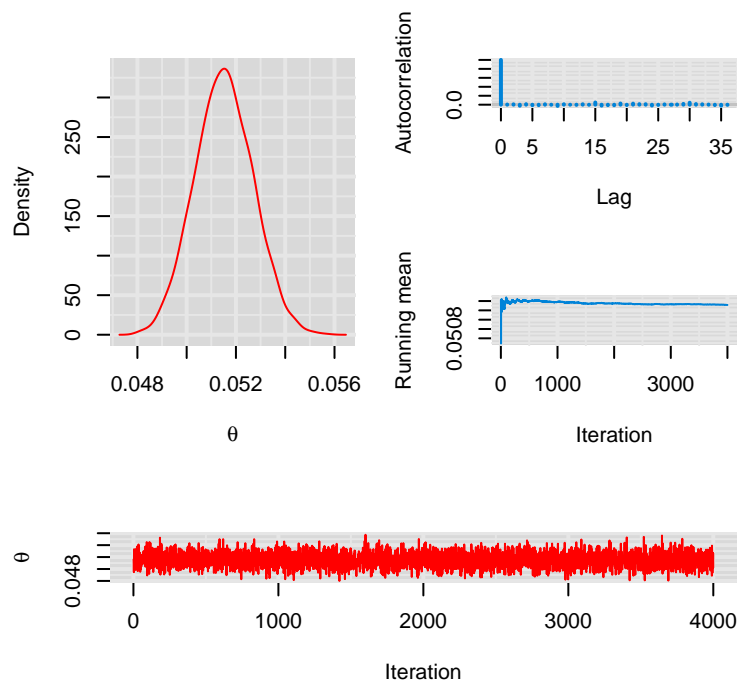 Density
0
50
150
250
0.048
0.052
0.056
θ
Autocorrelation
0.0
0
5
15
25
35
Lag
Running mean
0.0508
0
1000
3000
Iteration
θ
0.048
0
1000
2000
3000
4000
Iteration